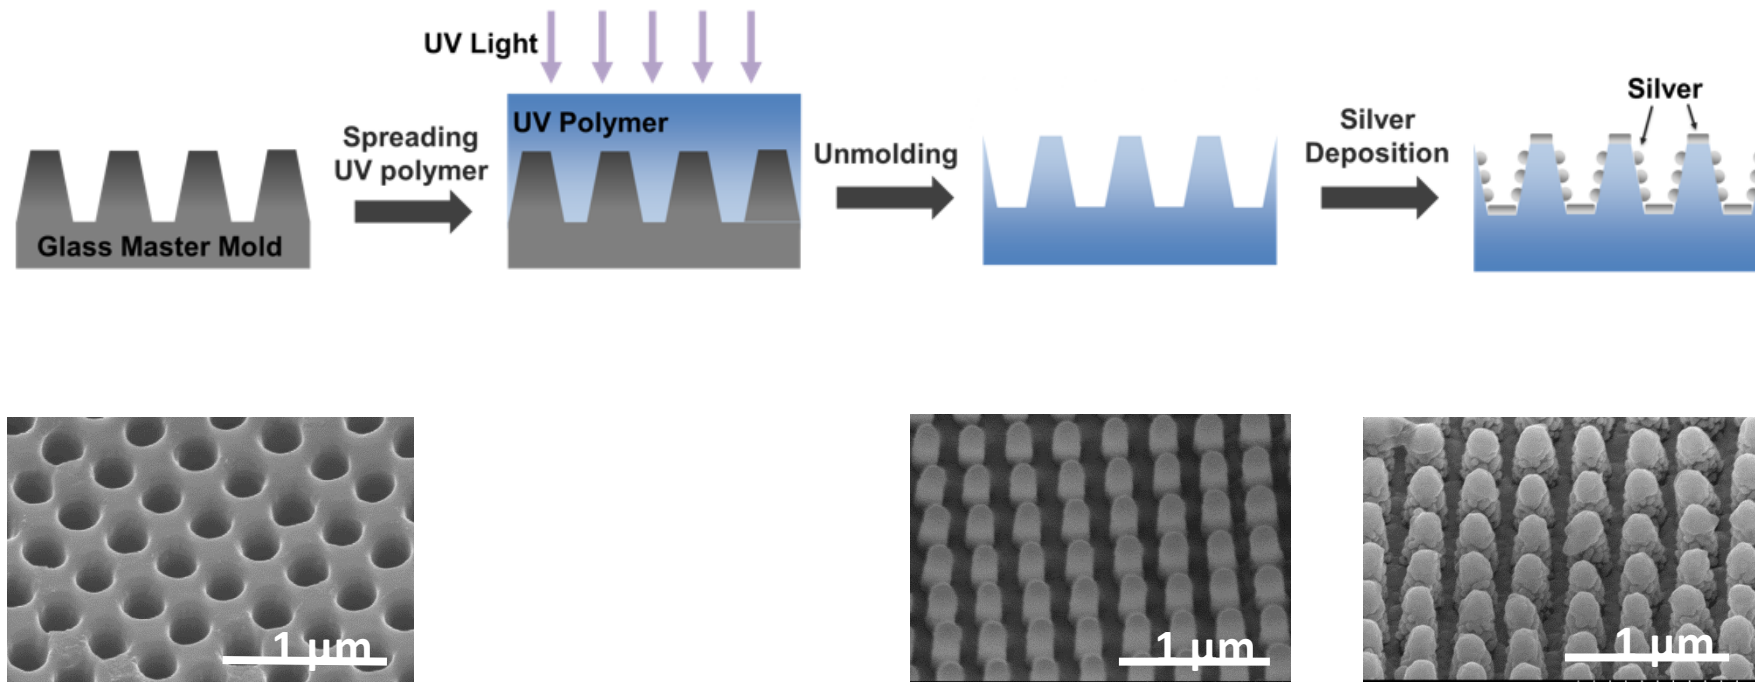 UV Light
UV Polymer
Spreading
UV polymer
Glass Master Mold
Unmolding
Silver
Deposition
Silver
1 µm
1 µm
1 µm